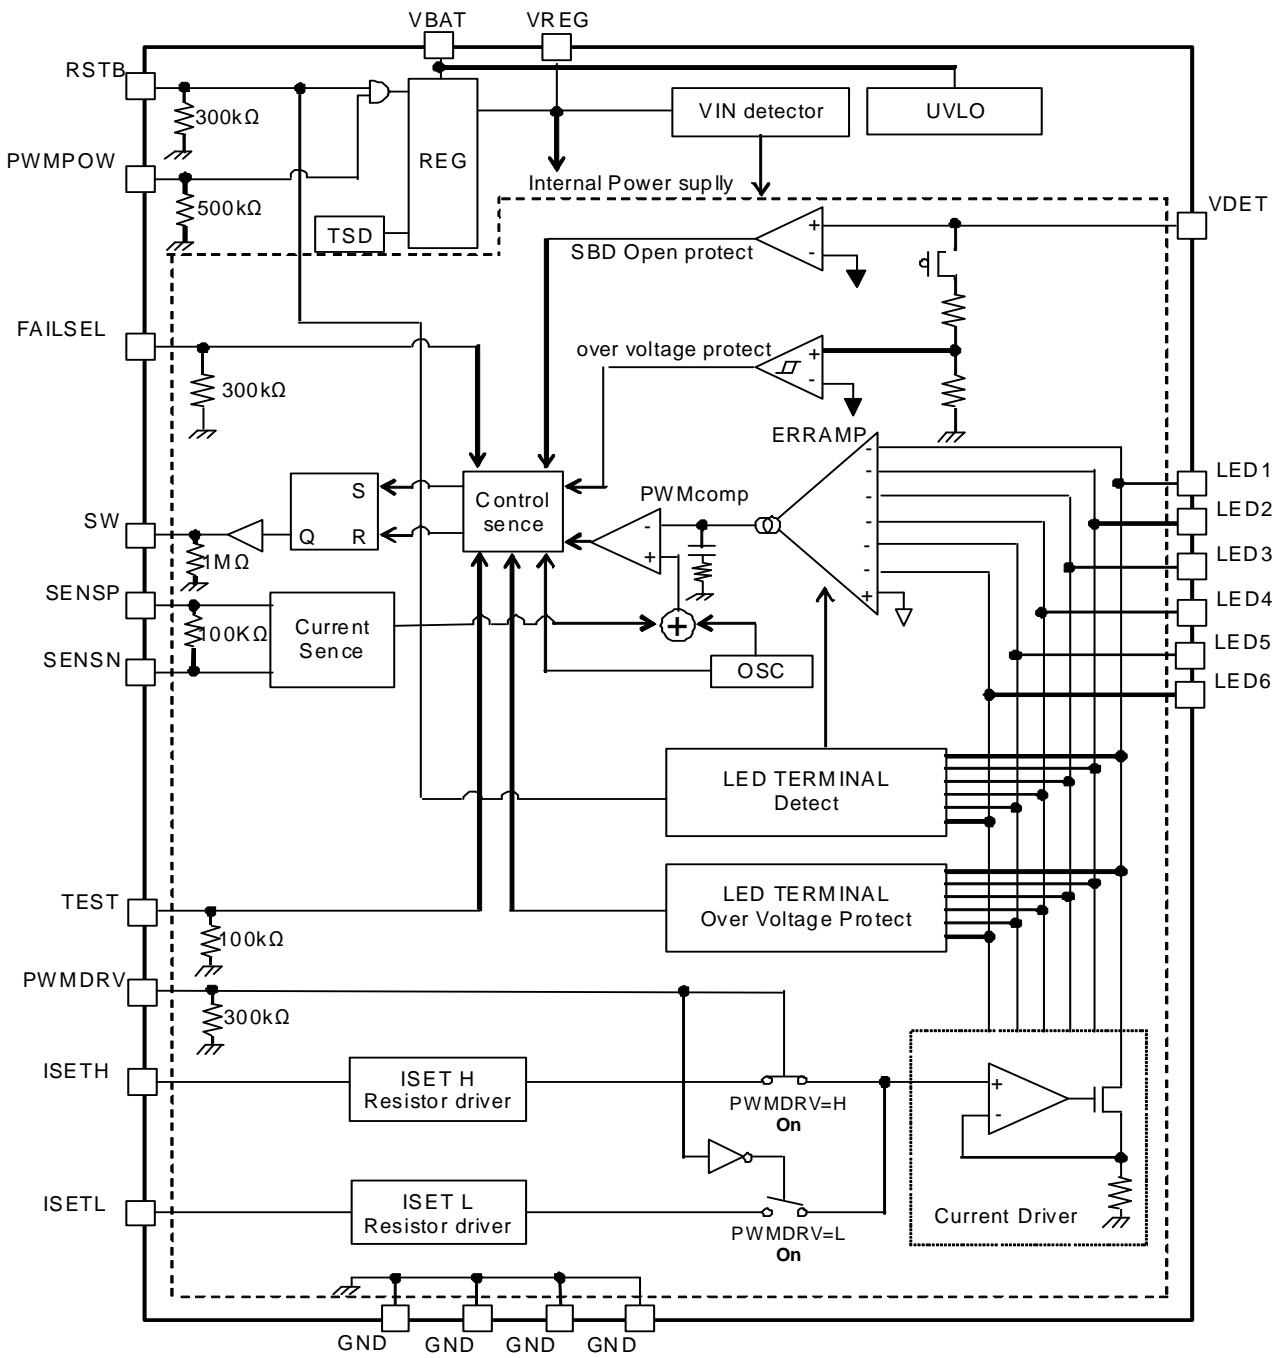 VBAT
VREG
RSTB
300kΩ
PWMPOW
500kΩ
REG
TSD
VIN detector
UVLO
Internal Power suplly
VDET
+
-
SBD Open protect
FAILSEL
300kΩ
over voltage protect
+
-
ERRAMP
-
-
-
-
-
-
+
LED1
LED2
LED3
LED4
LED5
LED6
S
Q R
Control
sence
PWMcomp
-
+
SW
1MΩ
SENSP
100KΩ
SENSN
Current
Sence
+
OSC
LED TERMINAL
Detect
LED TERMINAL
Over Voltage Protect
TEST
100kΩ
PWMDRV
300kΩ
ISETH
ISET H
Resistor driver
PWMDRV=H
On
+
-
ISETL
ISET L
Resistor driver
PWMDRV=L
On
Current Driver
GND GND GND GND